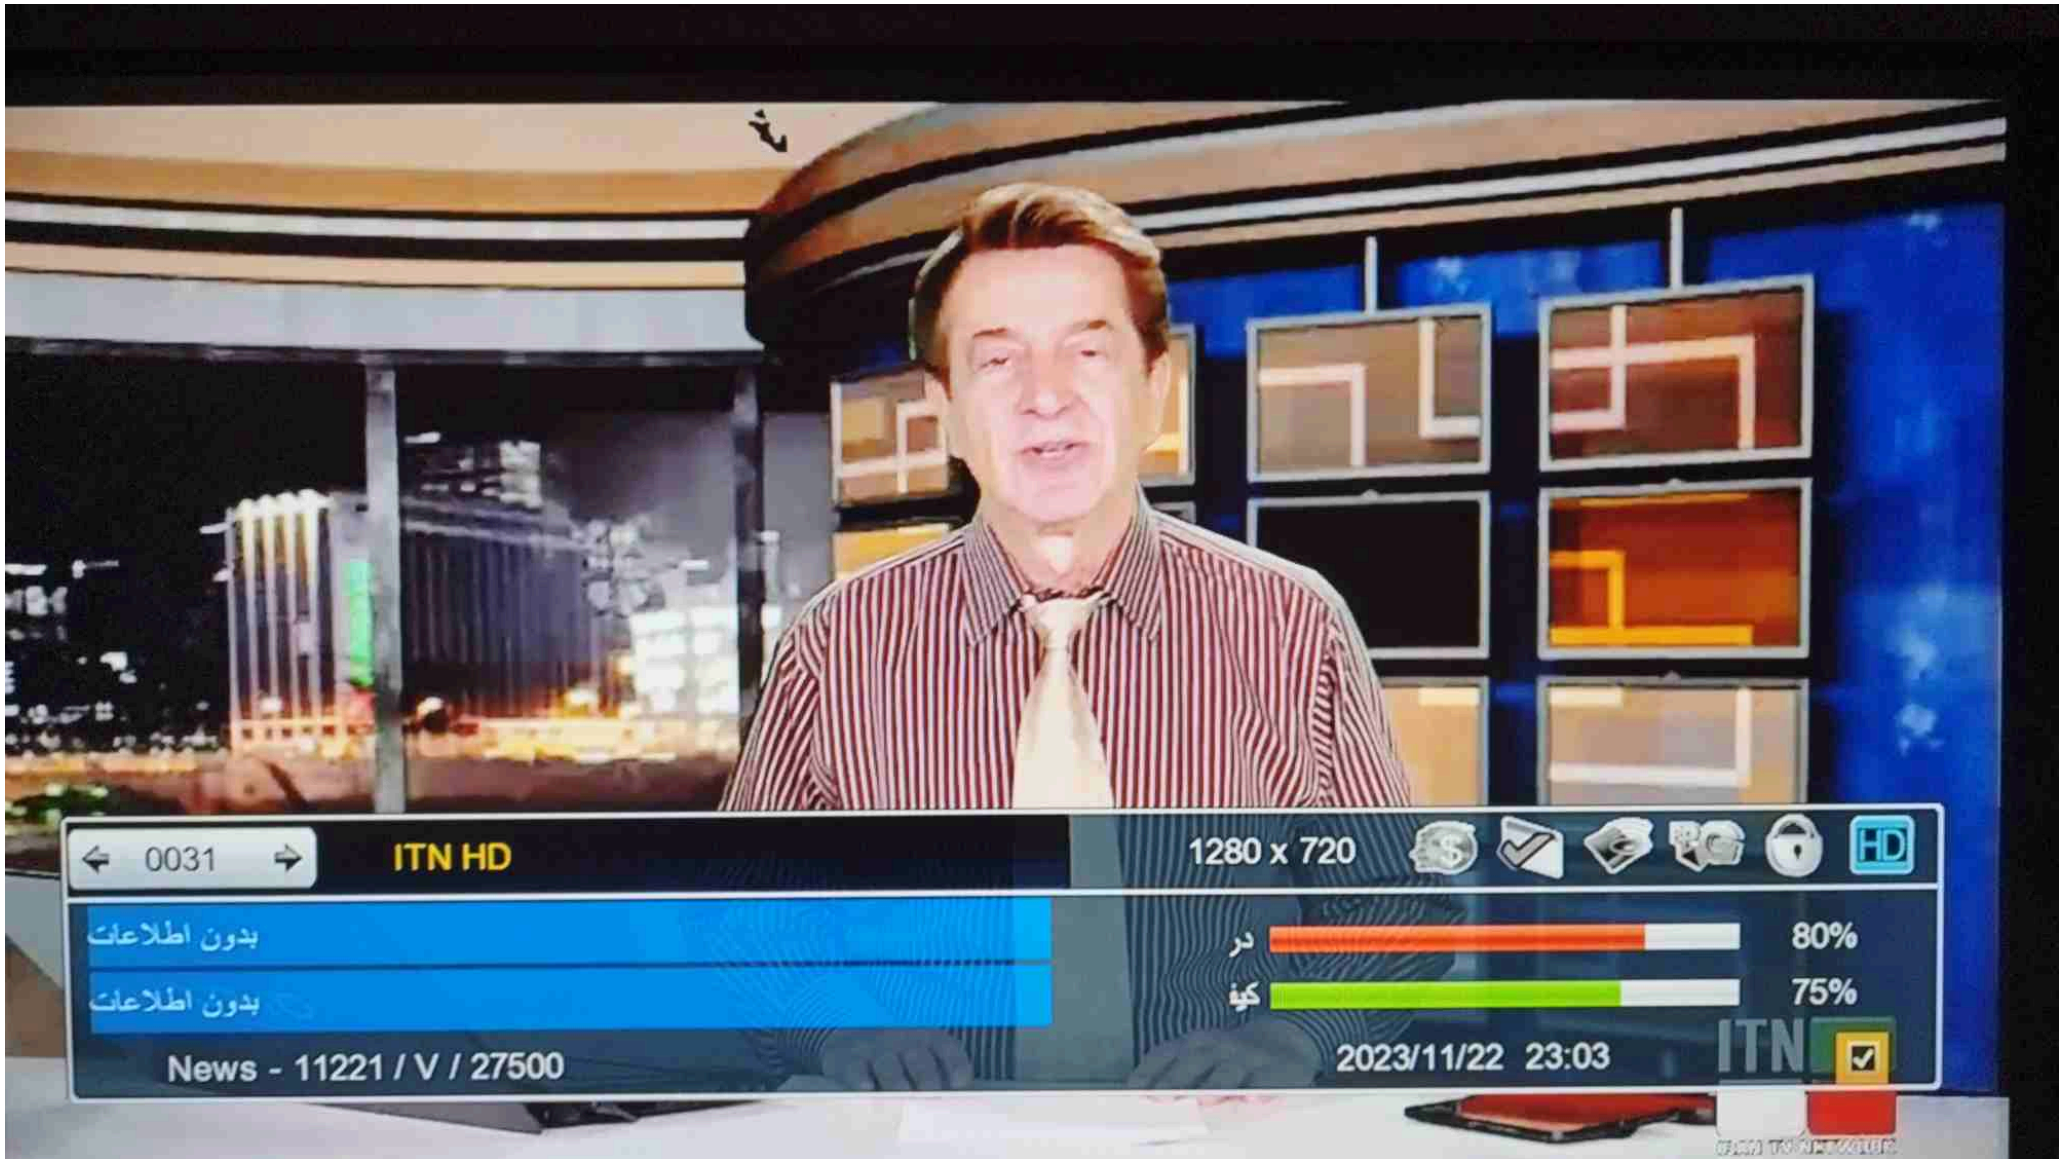 0031
ITN HD
1280 x 720
HD
بدون اطلاعات
در
80%
بدون اطلاعات
کیف
75%
News - 11221 / V / 27500
2023/11/22 23:03
ITN